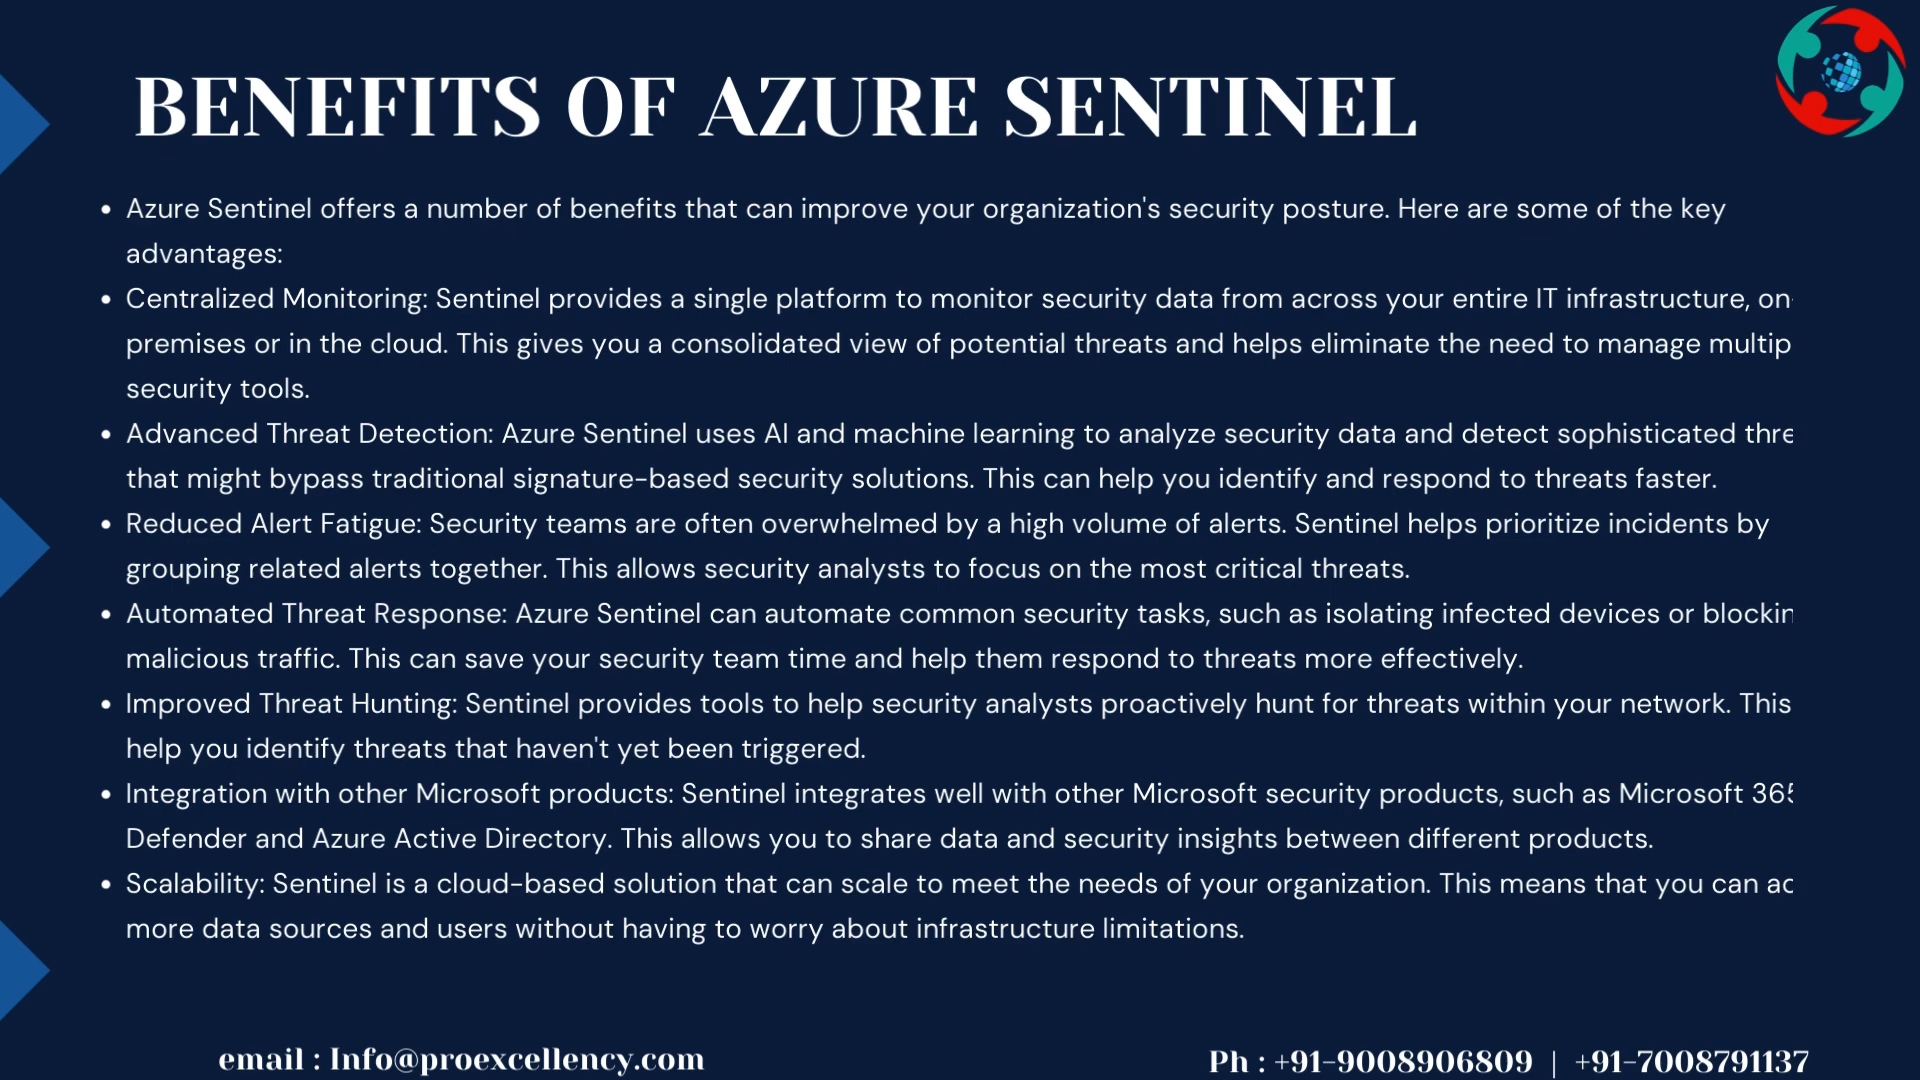 BENEFITS OF AZURE SENTINEL
• Azure Sentinel offers a number of benefits that can improve your organization's security posture. Here are some of the key
advantages:
• Centralized Monitoring: Sentinel provides a single platform to monitor security data from across your entire IT infrastructure, on-
premises or in the cloud. This gives you a consolidated view of potential threats and helps eliminate the need to manage multip
security tools.
• Advanced Threat Detection: Azure Sentinel uses AI and machine learning to analyze security data and detect sophisticated thre
that might bypass traditional signature-based security solutions. This can help you identify and respond to threats faster.
• Reduced Alert Fatigue: Security teams are often overwhelmed by a high volume of alerts. Sentinel helps prioritize incidents by
grouping related alerts together. This allows security analysts to focus on the most critical threats.
• Automated Threat Response: Azure Sentinel can automate common security tasks, such as isolating infected devices or blockin
malicious traffic. This can save your security team time and help them respond to threats more effectively.
• Improved Threat Hunting: Sentinel provides tools to help security analysts proactively hunt for threats within your network. This
help you identify threats that haven't yet been triggered.
• Integration with other Microsoft products: Sentinel integrates well with other Microsoft security products, such as Microsoft 365
Defender and Azure Active Directory. This allows you to share data and security insights between different products.
• Scalability: Sentinel is a cloud-based solution that can scale to meet the needs of your organization. This means that you can ad
more data sources and users without having to worry about infrastructure limitations.
email : Info@proexcellency.com
Ph : +91-9008906809 | +91-7008791137